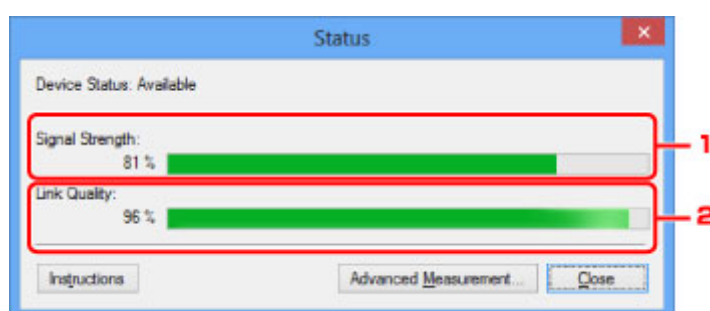 Status
Device Status: Available
Signal Strength:
81 %
1
Link Quality:
96 %
2
Instructions
Advanced Measurement...
Close